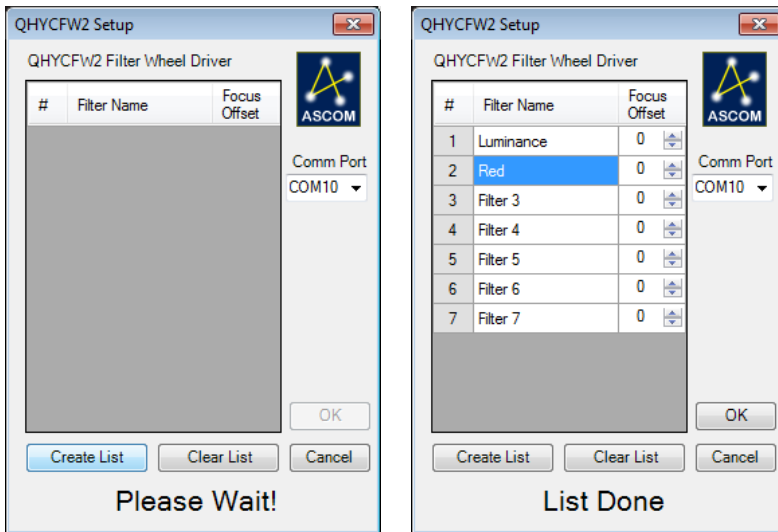 QHYCFW2 Setup
QHYCFW2 Filter Wheel Driver
# Filter Name Focus Offset
ASCOM
Comm Port
COM10
OK
Create List Clear List Cancel
Please Wait!
QHYCFW2 Setup
QHYCFW2 Filter Wheel Driver
# Filter Name Focus Offset
ASCOM
1 Luminance 0
Comm Port
2 Red 0
COM10
3 Filter 3 0
4 Filter 4 0
5 Filter 5 0
6 Filter 6 0
7 Filter 7 0
OK
Create List Clear List Cancel
List Done